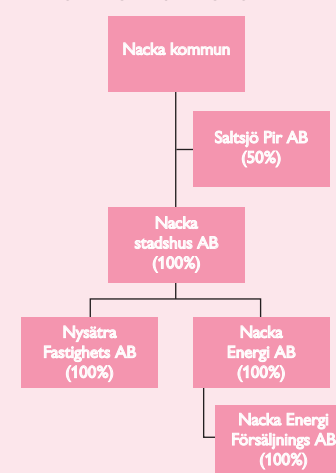 Nacka kommun
Saltsjö Pir AB
(50%)
Nacka
stadshus AB
(100%)
Nysätra
Fastighets AB
(100%)
Nacka
Energi AB
(100%)
Nacka Energi
Försäljnings AB
(100%)